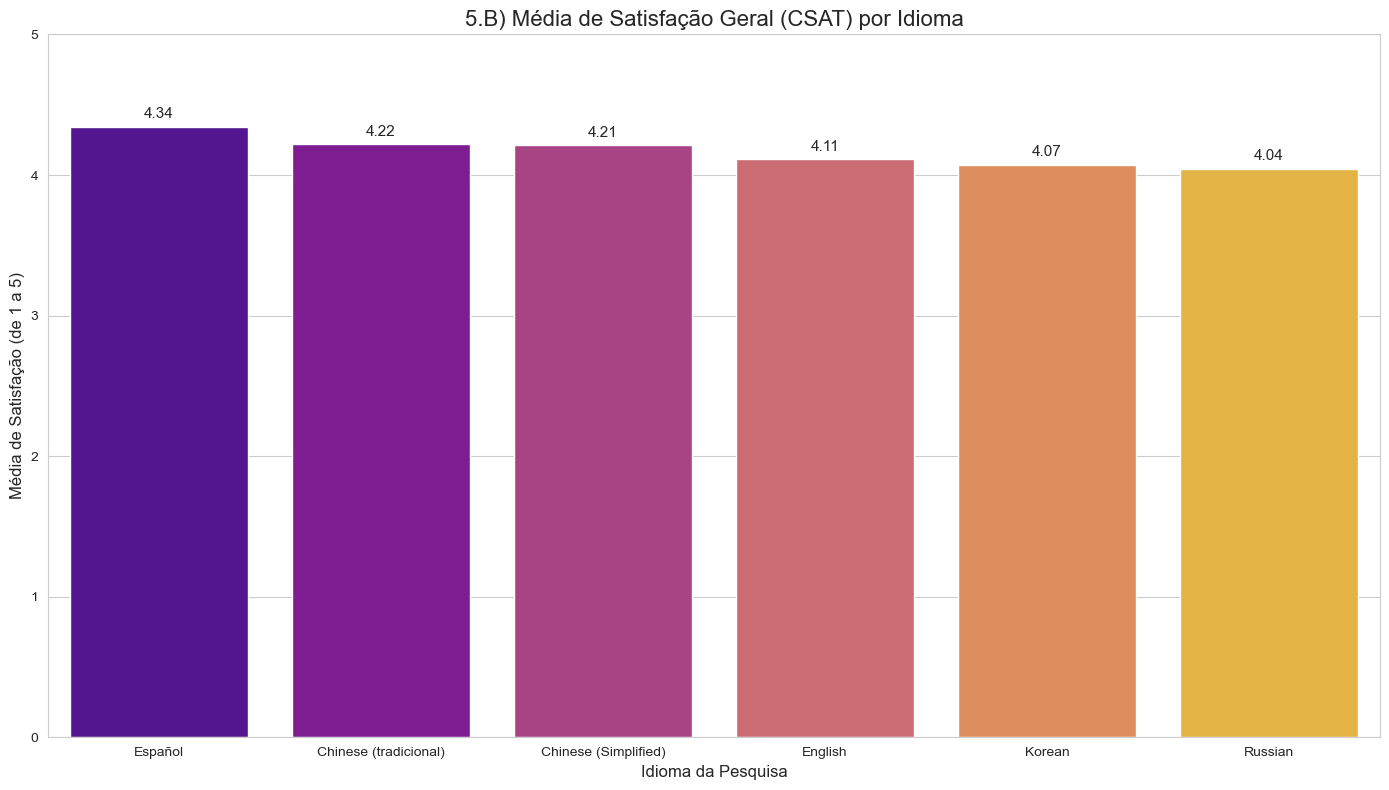 5.B) Média de Satisfação Geral (CSAT) por Idioma
Média de Satisfação (de 1 a 5)
5
4
3
2
1
0
4.34
4.22
4.21
4.11
4.07
4.04
Español
Chinese (tradicional)
Chinese (Simplified)
English
Korean
Russian
Idioma da Pesquisa